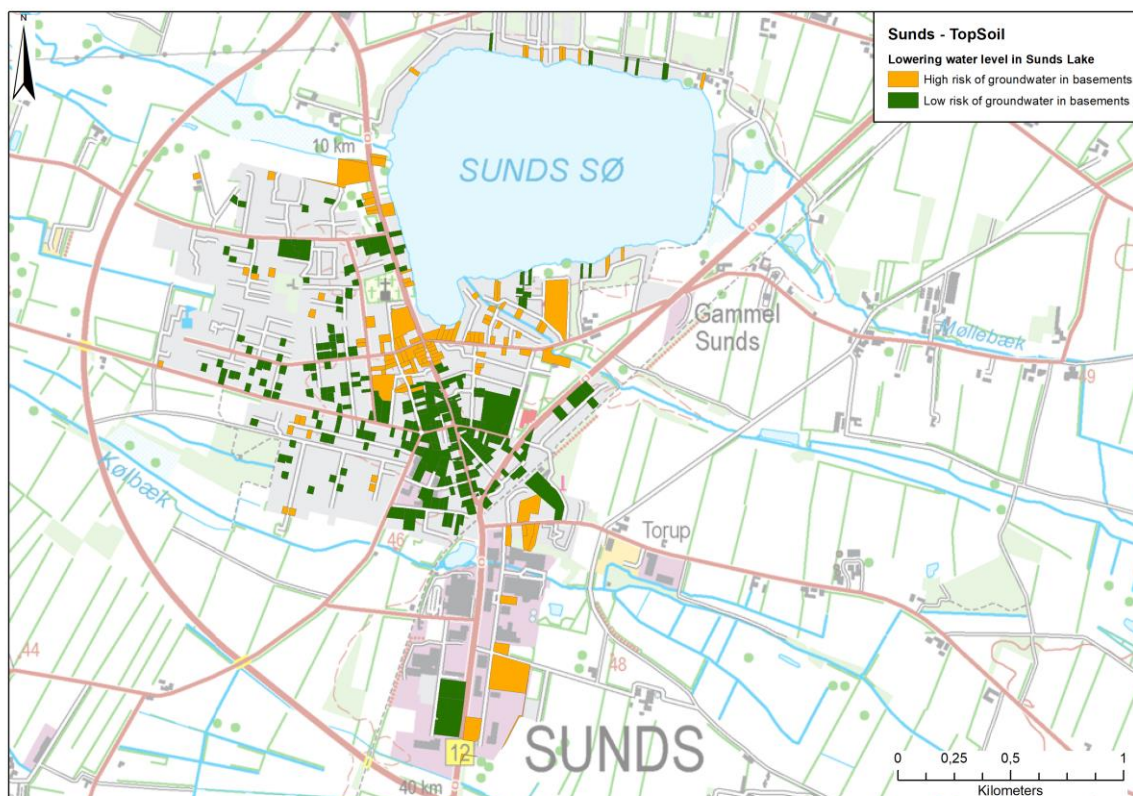 N
Sunds - TopSoil
Lowering water level in Sunds Lake
High risk of groundwater in basements
Low risk of groundwater in basements
10 km
SUNDS SØ
Gammel
Sunds
Møllebæk
49
Kølbæk
46
Torup
44
48
SUNDS
12
40 km
0 0,25 0,5 1
Kilometers